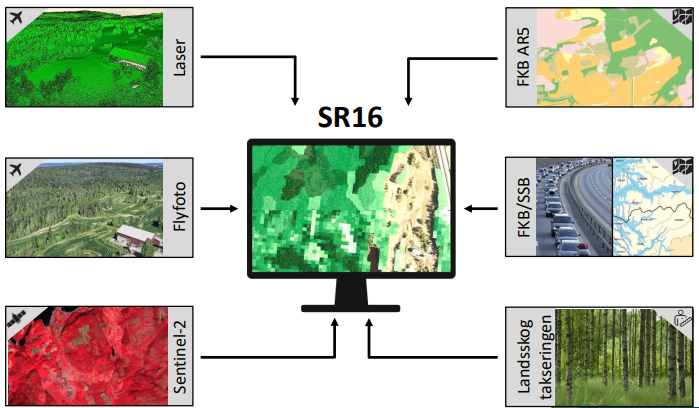 Laser
FKB AR5
SR16
Flyfoto
FKB/SSB
Sentinel-2
Landsskog
takseringen